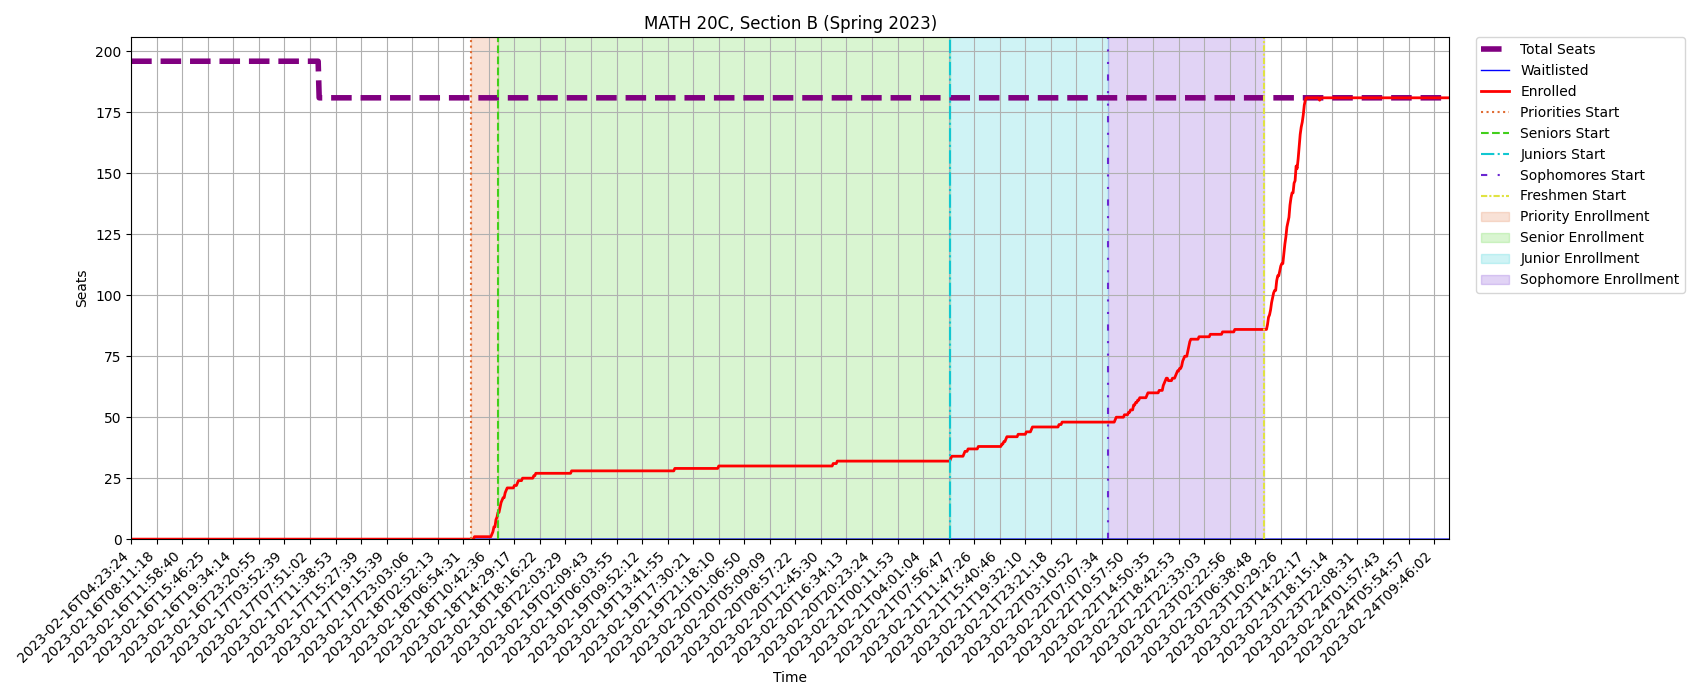 MATH 20C, Section B (Spring 2023)
200
175
150
125
100
75
50
25
0
Seats
2023-02-16T04:23:24
2023-02-16T08:11:18
2023-02-16T11:58:40
2023-02-16T15:46:25
2023-02-16T19:34:14
2023-02-16T23:20:55
2023-02-17T03:52:39
2023-02-17T07:51:02
2023-02-17T11:38:53
2023-02-17T15:27:39
2023-02-17T19:15:39
2023-02-17T23:03:06
2023-02-18T02:52:13
2023-02-18T06:54:31
2023-02-18T10:42:36
2023-02-18T14:29:17
2023-02-18T18:16:22
2023-02-18T22:03:29
2023-02-19T02:09:43
2023-02-19T06:03:55
2023-02-19T09:52:12
2023-02-19T13:41:55
2023-02-19T17:30:21
2023-02-19T21:18:10
2023-02-20T01:06:50
2023-02-20T05:09:09
2023-02-20T08:57:22
2023-02-20T12:45:30
2023-02-20T16:34:13
2023-02-20T20:23:24
2023-02-21T00:11:53
2023-02-21T04:01:04
2023-02-21T07:56:47
2023-02-21T11:47:26
2023-02-21T15:40:46
2023-02-21T19:32:10
2023-02-21T23:21:18
2023-02-22T03:10:52
2023-02-22T07:07:34
2023-02-22T10:57:50
2023-02-22T14:50:35
2023-02-22T18:42:53
2023-02-22T22:33:03
2023-02-23T02:22:56
2023-02-23T06:38:48
2023-02-23T10:29:26
2023-02-23T14:22:17
2023-02-23T18:15:14
2023-02-23T22:08:31
2023-02-24T01:57:43
2023-02-24T05:54:57
2023-02-24T09:46:02
Time
Total Seats
Waitlisted
Enrolled
Priorities Start
Seniors Start
Juniors Start
Sophomores Start
Freshmen Start
Priority Enrollment
Senior Enrollment
Junior Enrollment
Sophomore Enrollment